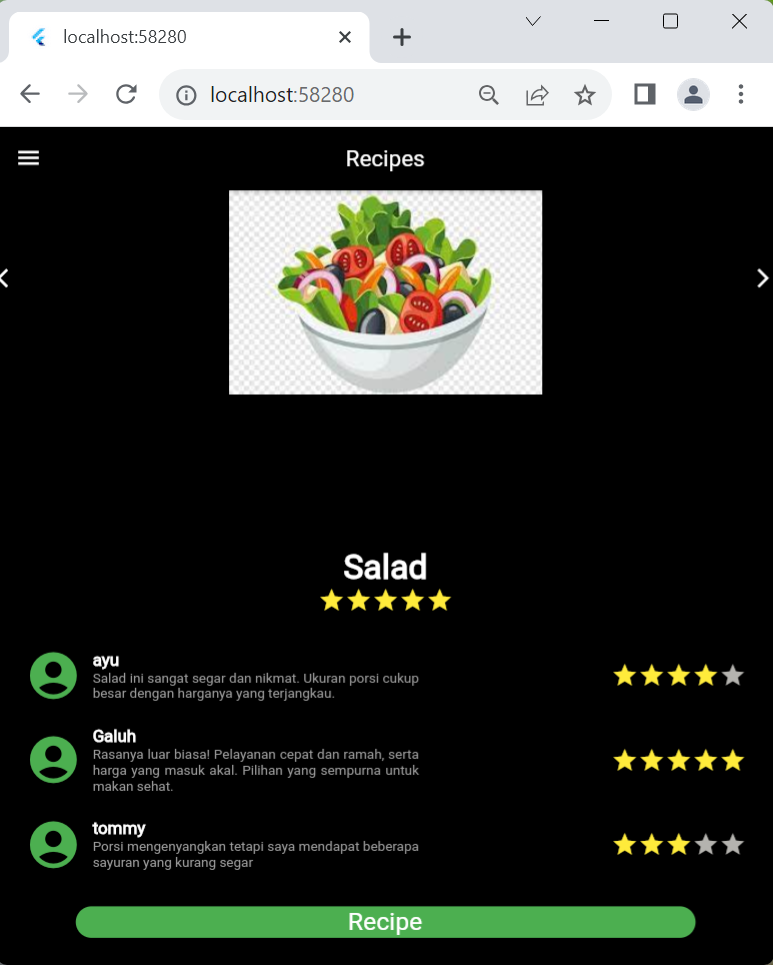 localhost:58280
localhost:58280
Recipes
Salad
ayu
Salad ini sangat segar dan nikmat. Ukuran porsi cukup
besar dengan harganya yang terjangkau.
Galuh
Rasanya luar biasa! Pelayanan cepat dan ramah, serta
harga yang masuk akal. Pilihan yang sempurna untuk
makan sehat.
tommy
Porsi mengenyangkan tetapi saya mendapat beberapa
sayuran yang kurang segar
Recipe